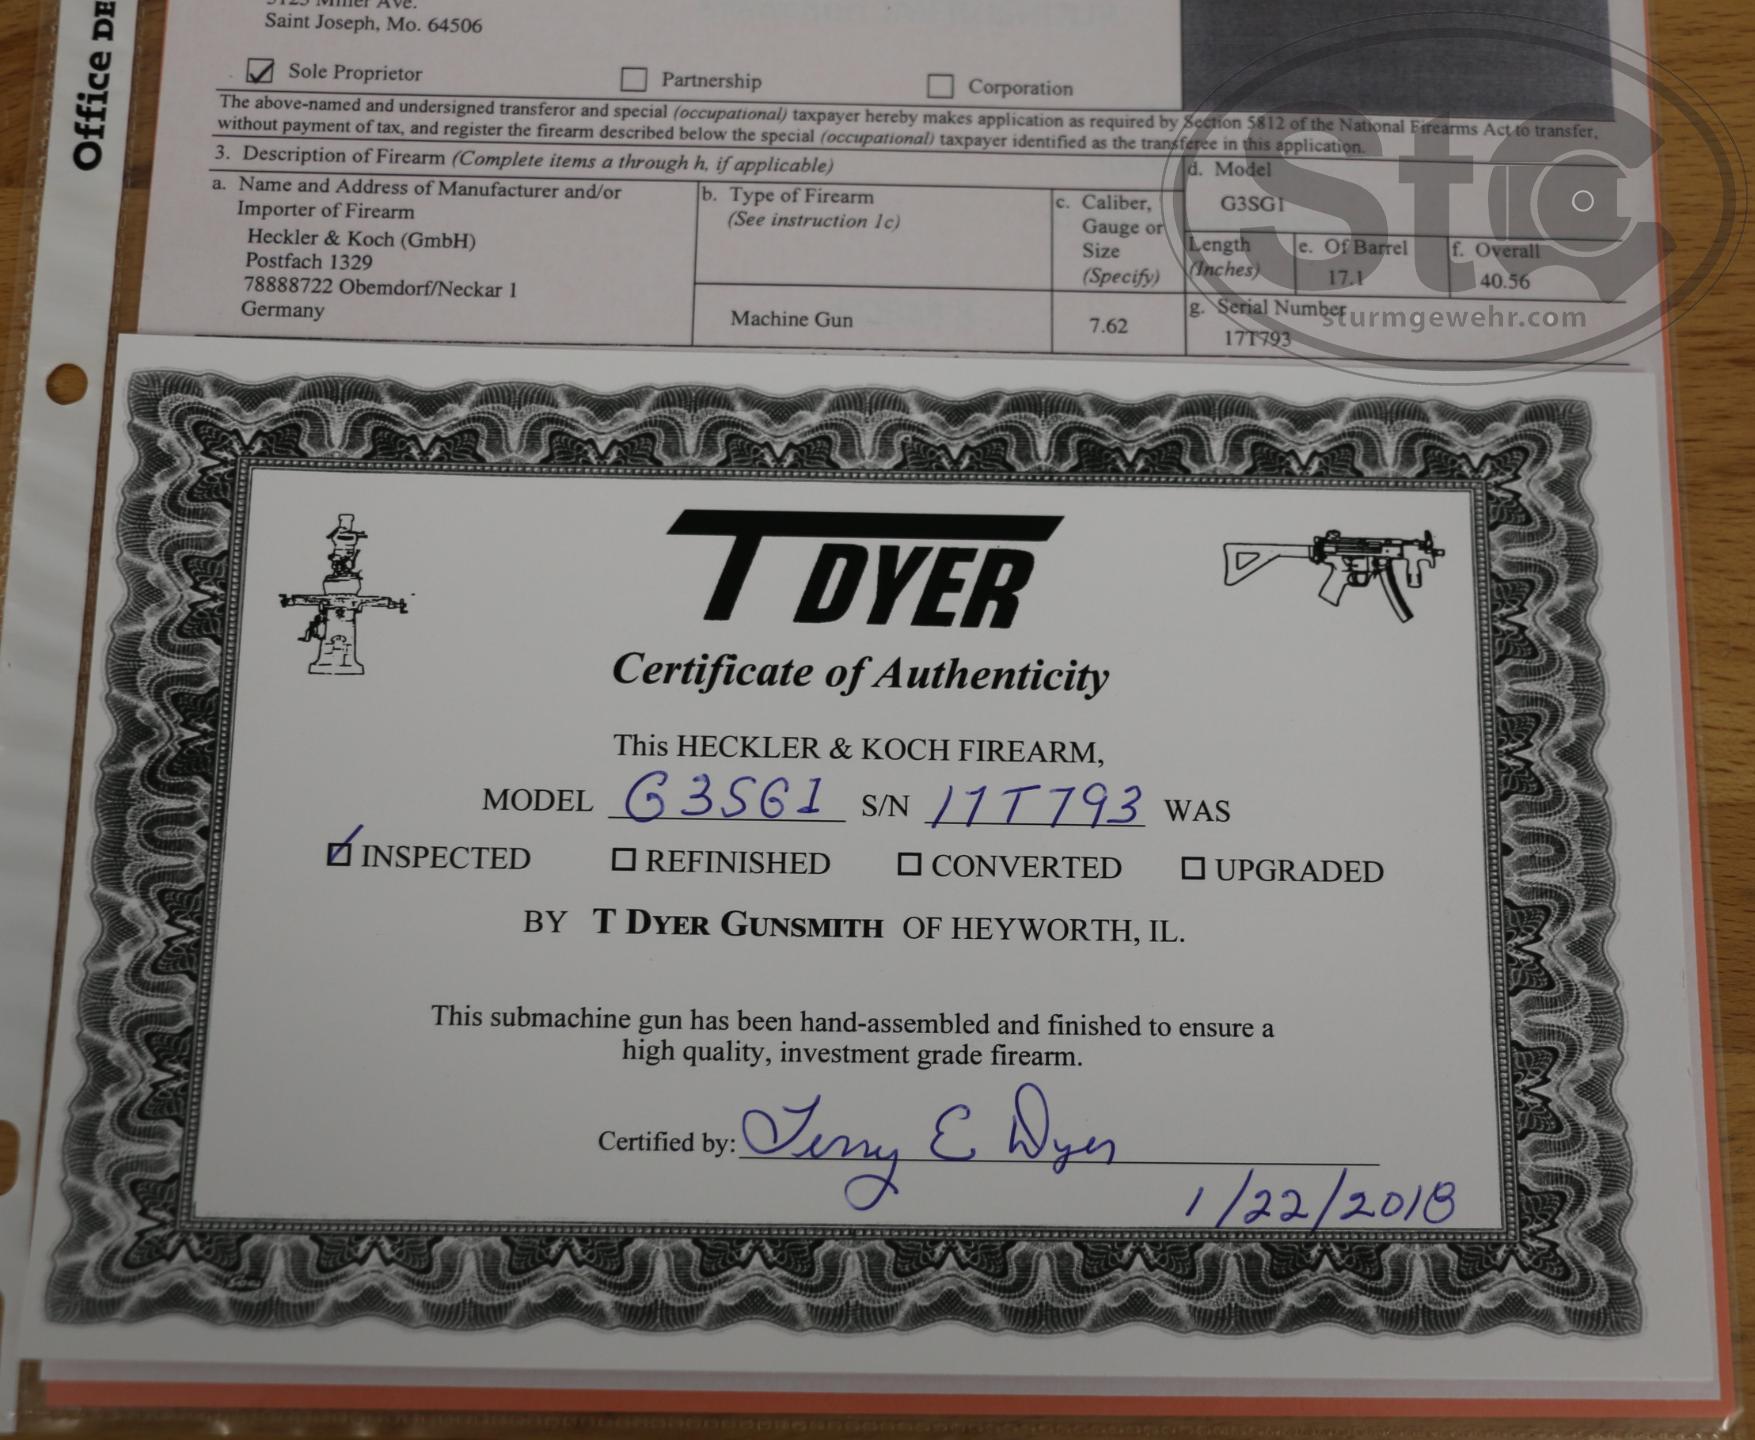 Office DE
Miller Ave.
Saint Joseph, Mo. 64506
Sole Proprietor
Partnership
Corporation
The above-named and undersigned transferor and special (occupational) taxpayer hereby makes application as required by Section 5812 of the National Firearms Act to transfer,
without payment of tax, and register the firearm described below the special (occupational) taxpayer identified as the transferee in this application.
3. Description of Firearm (Complete items a through h, if applicable)
a. Name and Address of Manufacturer and/or
Importer of Firearm
Heckler & Koch (GmbH)
Postfach 1329
78888722 Obemdorf/Neckar 1
Germany
b. Type of Firearm
(See instruction 1c)
Machine Gun
c. Caliber,
Gauge or
Size
(Specify)
7.62
d. Model
G3SG1
Length
(Inches)
e. Of Barrel
17.1
f. Overall
40.56
g. Serial Number
17T793
StG
sturmgewehr.com
T DYER
Certificate of Authenticity
This HECKLER & KOCH FIREARM,
MODEL G3SG1 S/N 17T793 WAS
INSPECTED REFINISHED CONVERTED UPGRADED
BY T DYER GUNSMITH OF HEYWORTH, IL.
This submachine gun has been hand-assembled and finished to ensure a
high quality, investment grade firearm.
Certified by: Terry E Dyer
1/22/2018